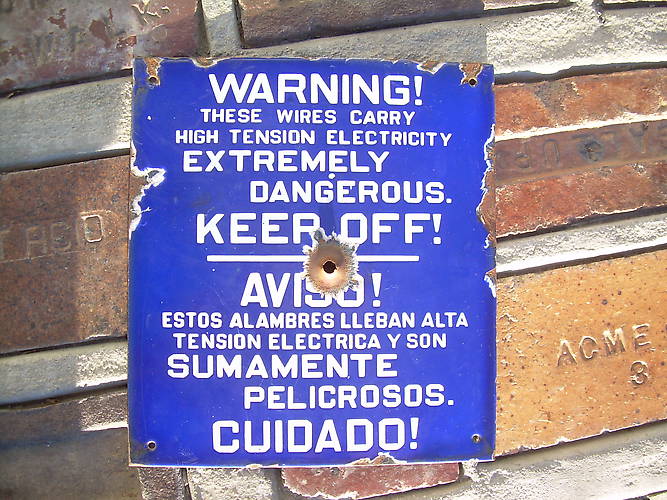 WARNING!
THESE WIRES CARRY
HIGH TENSION ELECTRICITY
EXTREMELY
DANGEROUS.
KEEP OFF!
AVISO!
ESTOS ALAMBRES LLEBAN ALTA
TENSION ELECTRICA Y SON
SUMAMENTE
PELICROSOS.
CUIDADO!
ACME
8